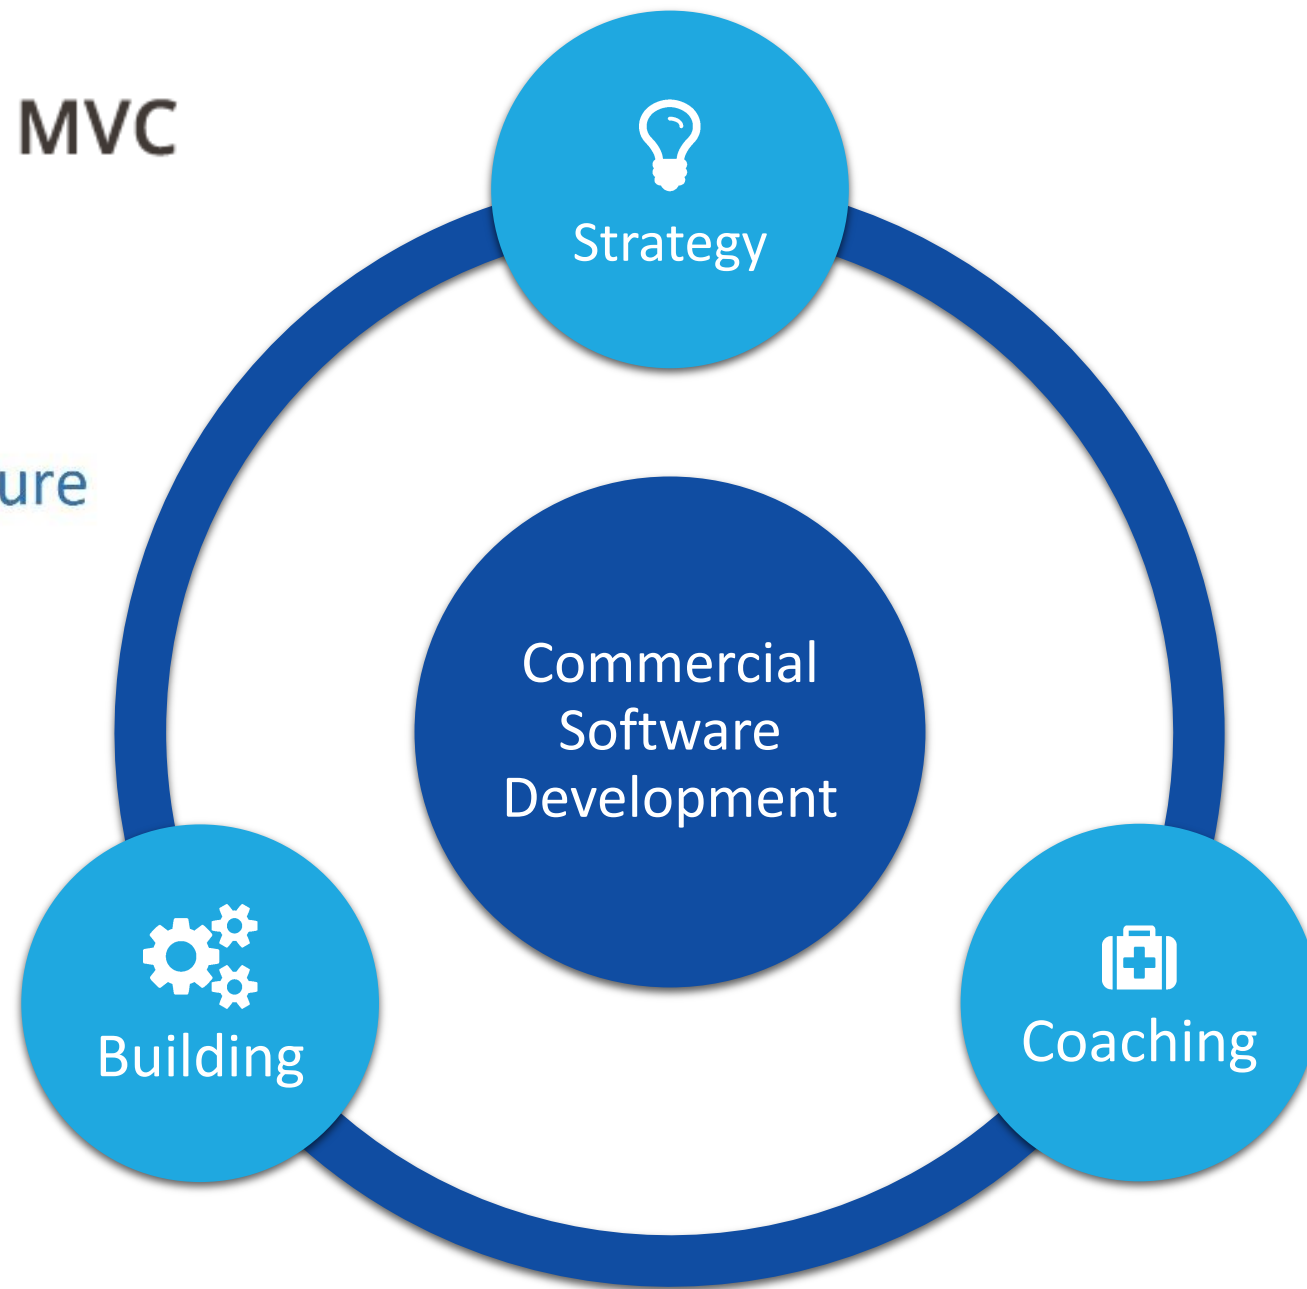 MVC
Strategy
ure
Commercial
Software
Development
Building
Coaching